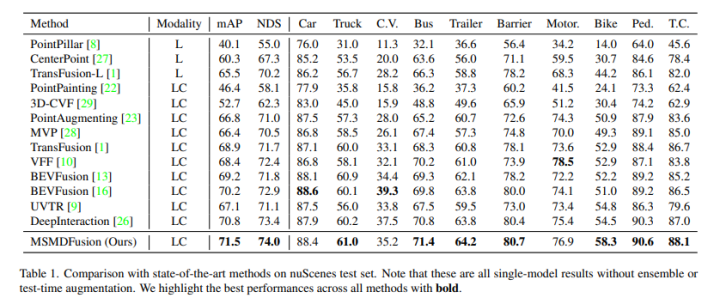 Method Modality mAP NDS Car Truck C.V. Bus Trailer Barrier Motor. Bike Ped. T.C.
PointPillar [8] L 40.1 55.0 76.0 31.0 11.3 32.1 36.6 56.4 34.2 14.0 64.0 45.6
CenterPoint [27] L 60.3 67.3 85.2 53.5 20.0 63.6 56.0 71.1 59.5 30.7 84.6 78.4
TransFusion-L [1] L 65.5 70.2 86.2 56.7 28.2 66.3 58.8 78.2 68.3 44.2 86.1 82.0
PointPainting [22] LC 46.4 58.1 77.9 35.8 15.8 36.2 37.3 60.2 41.5 24.1 73.3 62.4
3D-CVF [29] LC 52.7 62.3 83.0 45.0 15.9 48.8 49.6 65.9 51.2 30.4 74.2 62.9
PointAugmenting [23] LC 66.8 71.0 87.5 57.3 28.0 65.2 60.7 72.6 74.3 50.9 87.9 83.6
MVP [28] LC 66.4 70.5 86.8 58.5 26.1 67.4 57.3 74.8 70.0 49.3 89.1 85.0
TransFusion [1] LC 68.9 71.7 87.1 60.0 33.1 68.3 60.8 78.1 73.6 52.9 88.4 86.7
VFF [10] LC 68.4 72.4 86.8 58.1 32.1 70.2 61.0 73.9 78.5 52.9 87.1 83.8
BEVFusion [13] LC 69.2 71.8 88.1 60.9 34.4 69.3 62.1 78.2 72.2 52.2 89.2 85.2
BEVFusion [16] LC 70.2 72.9 88.6 60.1 39.3 69.8 63.8 80.0 74.1 51.0 89.2 86.5
UVTR [9] LC 67.1 71.1 87.5 56.0 33.8 67.5 59.5 73.0 73.4 54.8 86.3 79.6
DeepInteraction [26] LC 70.8 73.4 87.9 60.2 37.5 70.8 63.8 80.4 75.4 54.5 90.3 87.0
MSMDFusion (Ours) LC 71.5 74.0 88.4 61.0 35.2 71.4 64.2 80.7 76.9 58.3 90.6 88.1
Table 1. Comparison with state-of-the-art methods on nuScenes test set. Note that these are all single-model results without ensemble or
test-time augmentation. We highlight the best performances across all methods with bold.